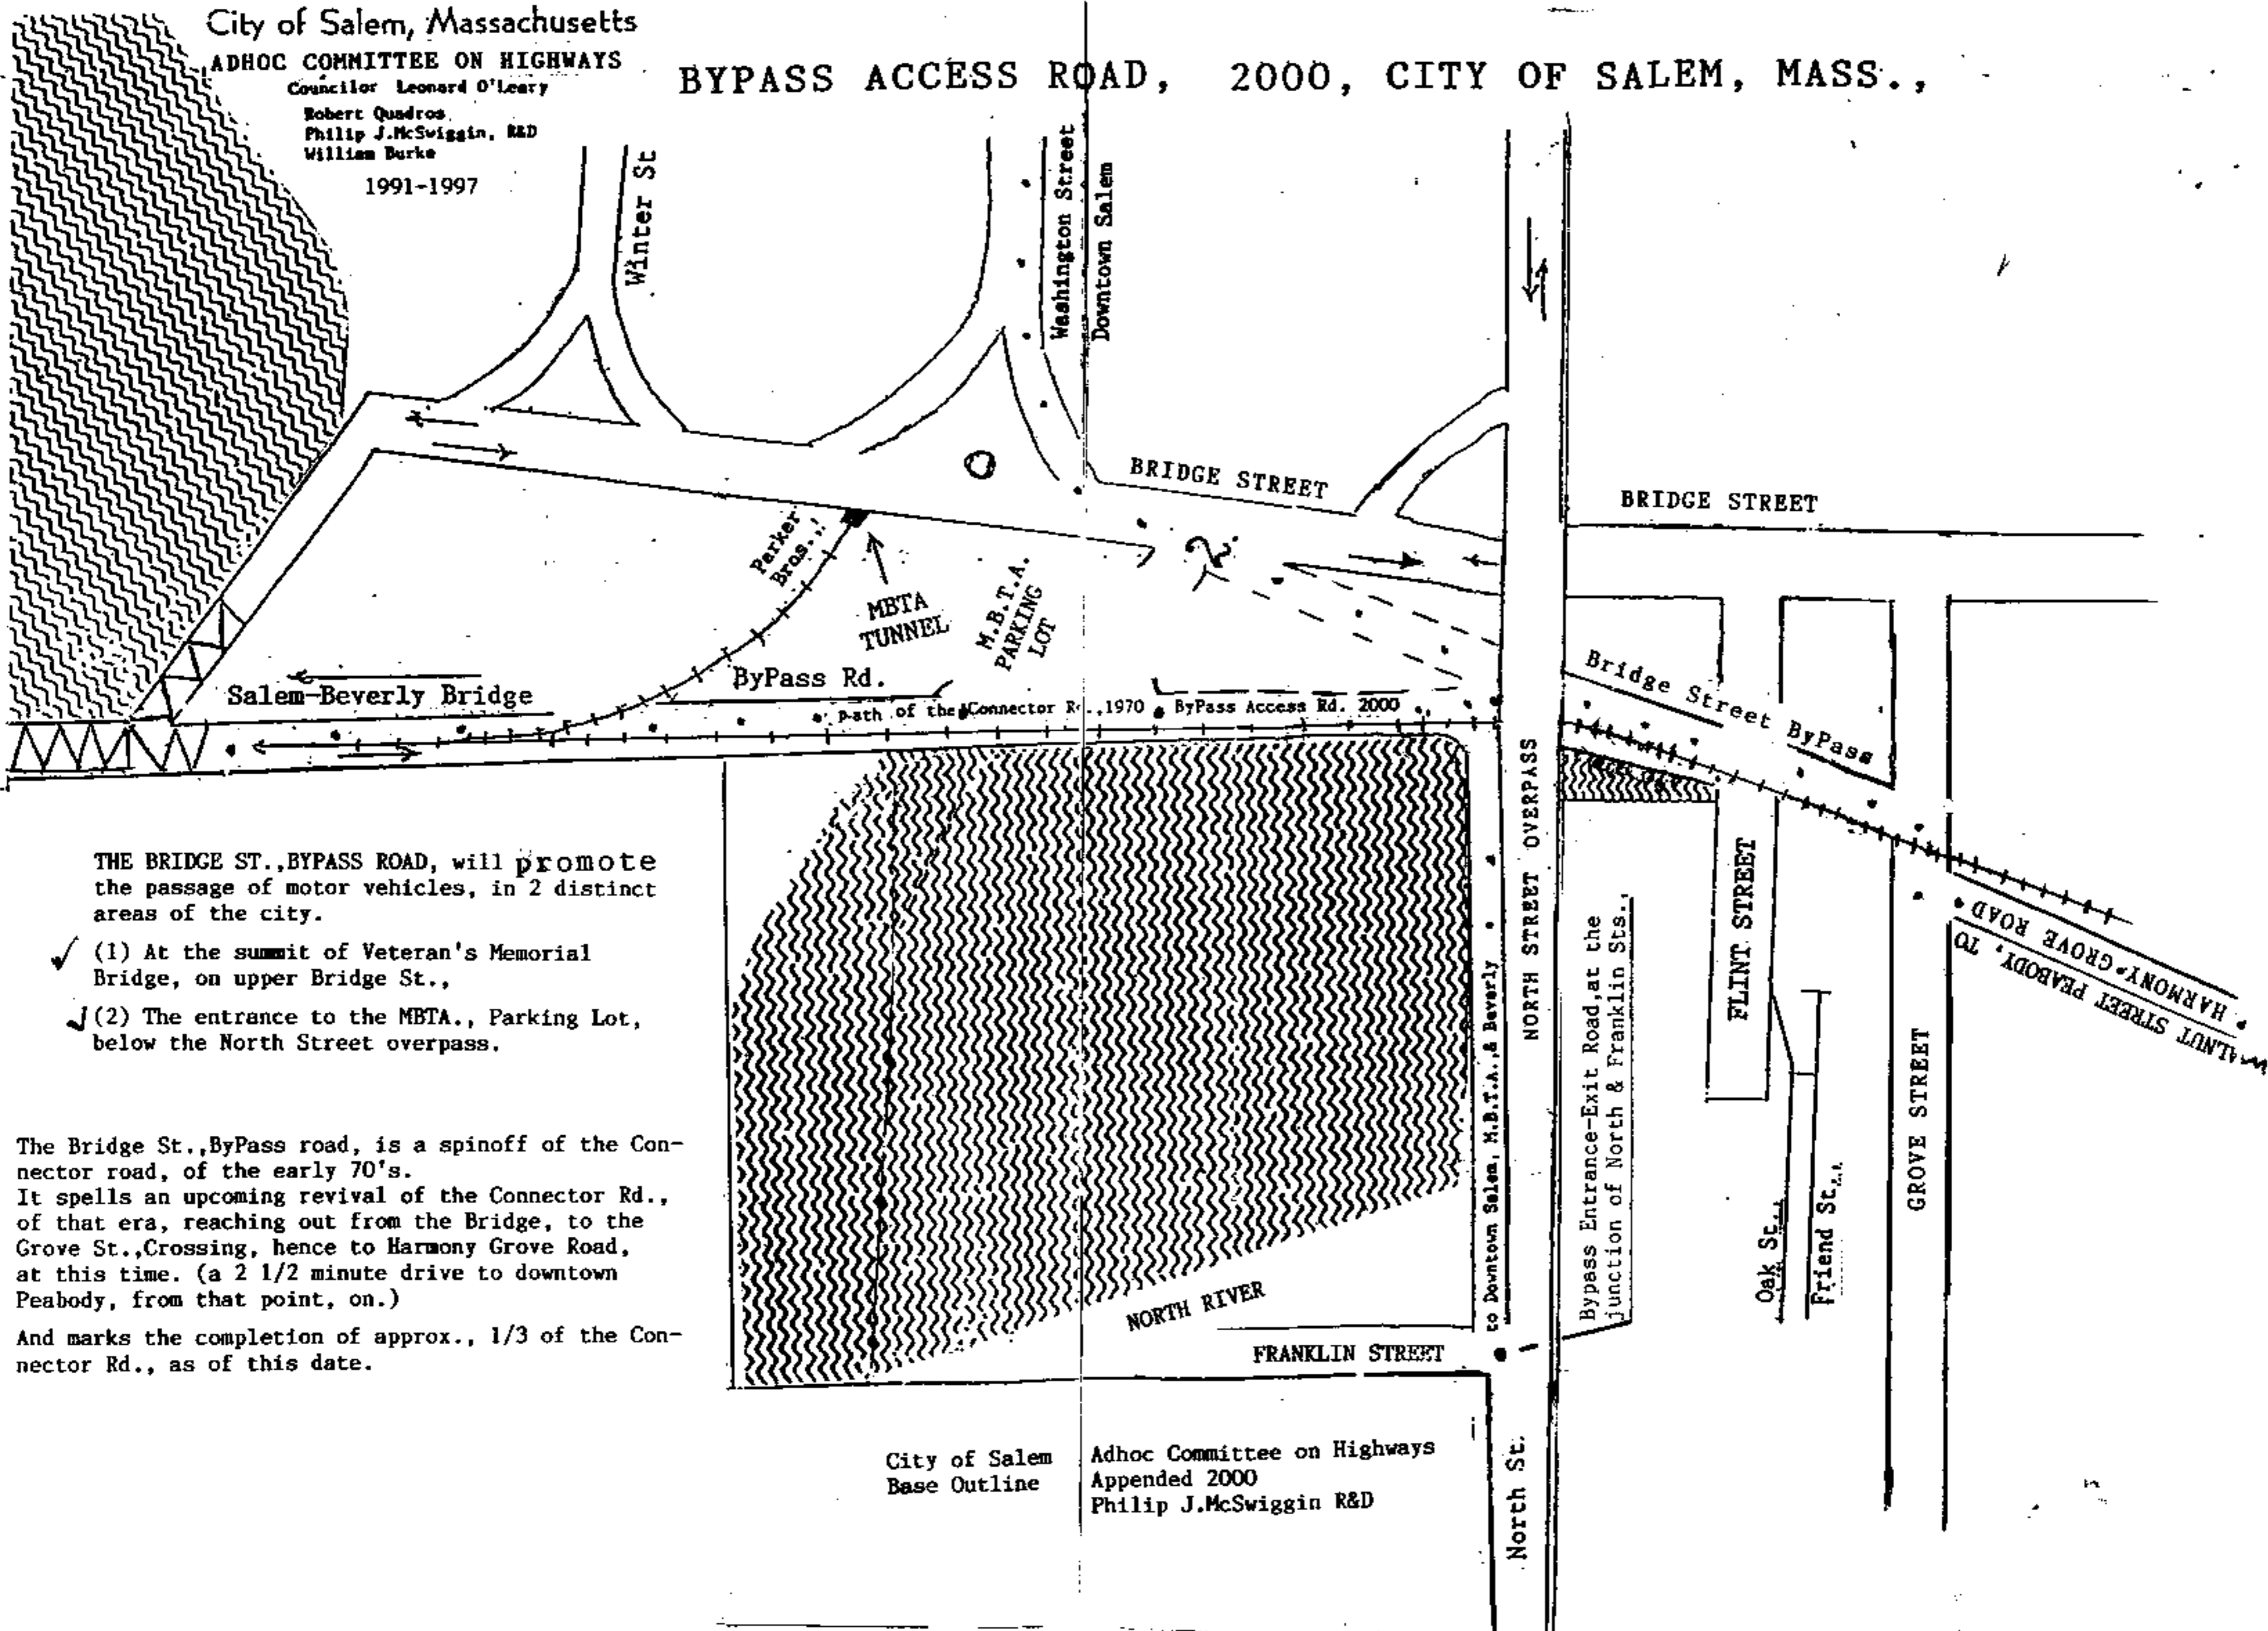 City of Salem, Massachusetts
ADHOC COMMITTEE ON HIGHWAYS
Councilor Leonard O'Leary
Robert Quadros
Philip J.McSwiggin, R&D
William Burke
1991-1997
BYPASS ACCESS ROAD, 2000, CITY OF SALEM, MASS.,
Winter St
Washington Street
Downtown Salem
BRIDGE STREET
BRIDGE STREET
Parker
Bros.,
MBTA
TUNNEL
M.B.T.A.
PARKING
LOT
2.
ByPass Rd.
Salem-Beverly Bridge
Path of the Connector Rd.,1970
ByPass Access Rd. 2000
Bridge Street ByPass
NORTH STREET OVERPASS
to Downtown Salem, M.B.T.A.,& Beverly
Bypass Entrance-Exit Road,at the
junction of North & Franklin Sts.,
FLINT STREET
Oak St.,
Friend St.,
GROVE STREET
WALNUT STREET PEABODY, TO
HARMONY GROVE ROAD
THE BRIDGE ST.,BYPASS ROAD, will promote
the passage of motor vehicles, in 2 distinct
areas of the city.
(1) At the summit of Veteran's Memorial
Bridge, on upper Bridge St.,
(2) The entrance to the MBTA., Parking Lot,
below the North Street overpass.
The Bridge St.,ByPass road, is a spinoff of the Con-
nector road, of the early 70's.
It spells an upcoming revival of the Connector Rd.,
of that era, reaching out from the Bridge, to the
Grove St.,Crossing, hence to Harmony Grove Road,
at this time. (a 2 1/2 minute drive to downtown
Peabody, from that point, on.)
And marks the completion of approx., 1/3 of the Con-
nector Rd., as of this date.
NORTH RIVER
FRANKLIN STREET
North St.
City of Salem
Base Outline
Adhoc Committee on Highways
Appended 2000
Philip J.McSwiggin R&D